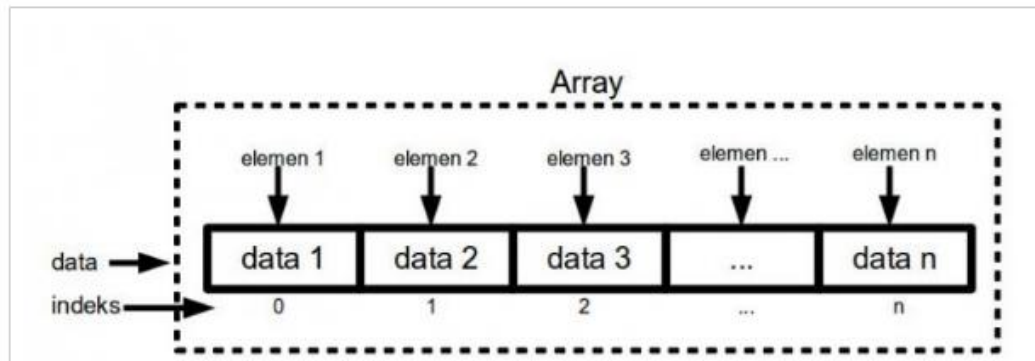 Array
elemen 1 elemen 2 elemen 3 elemen ... elemen n
data data 1 data 2 data 3 ... data n
indeks 0 1 2 ... n